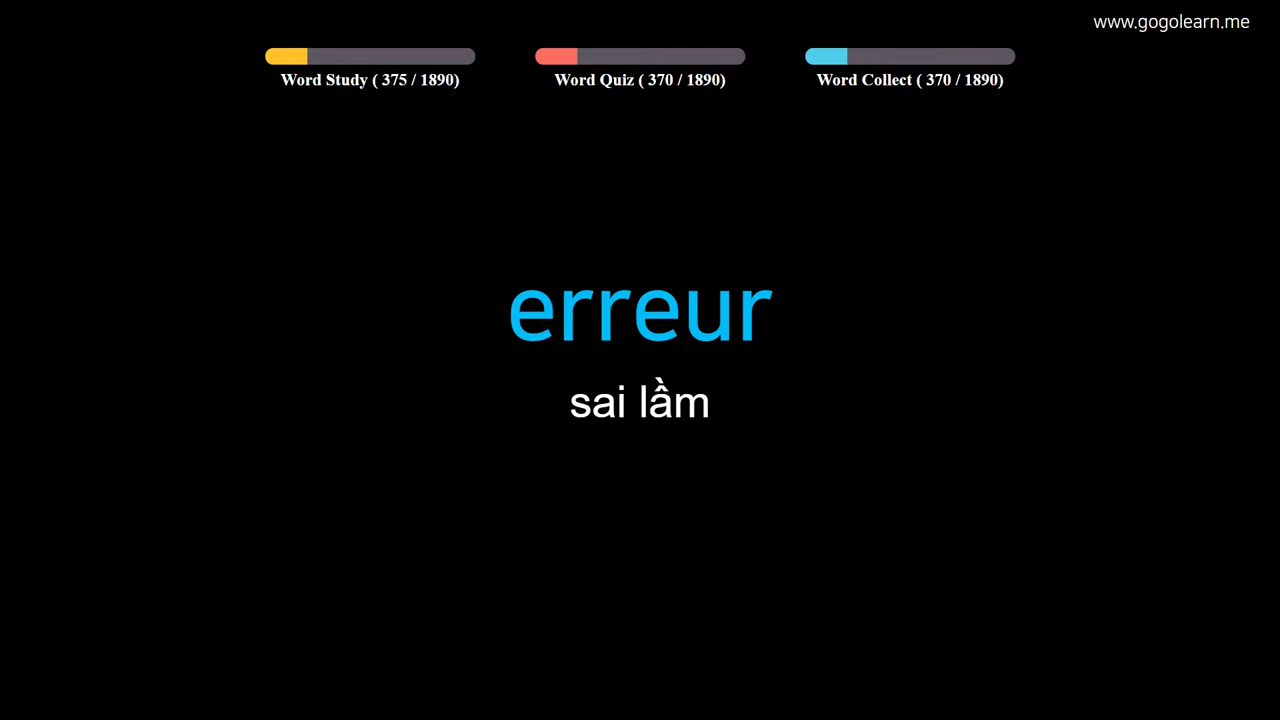 www.gogolearn.me
Word Study ( 375 / 1890)
Word Quiz ( 370 / 1890)
Word Collect ( 370 / 1890)
erreur
sai lầm